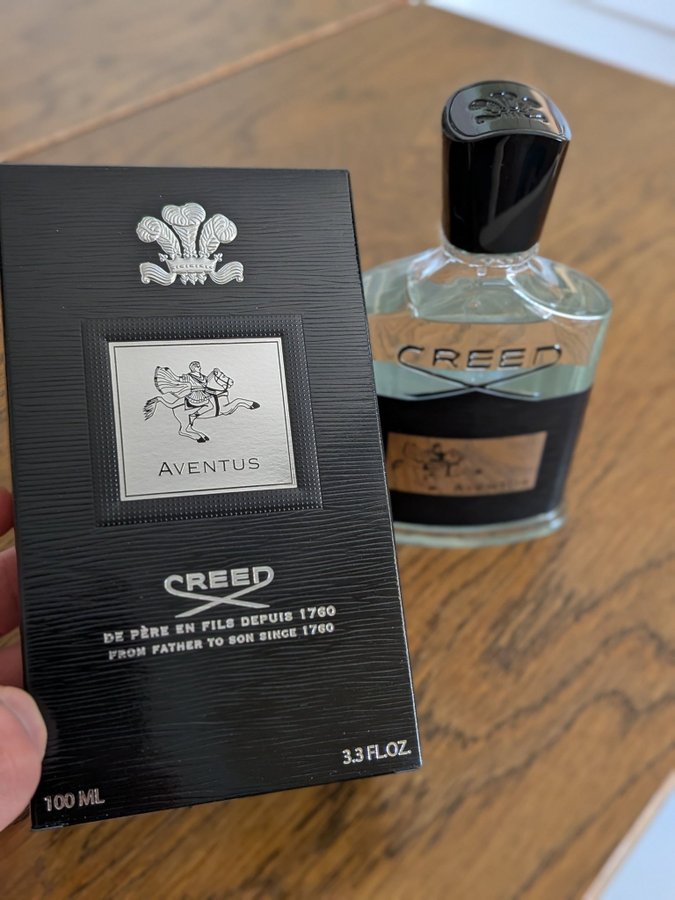 AVENTUS
CREED
DE PÈRE EN FILS DEPUIS 1760
FROM FATHER TO SON SINCE 1760
100 ML
3.3 FL.OZ.
CREED
AVENTUS